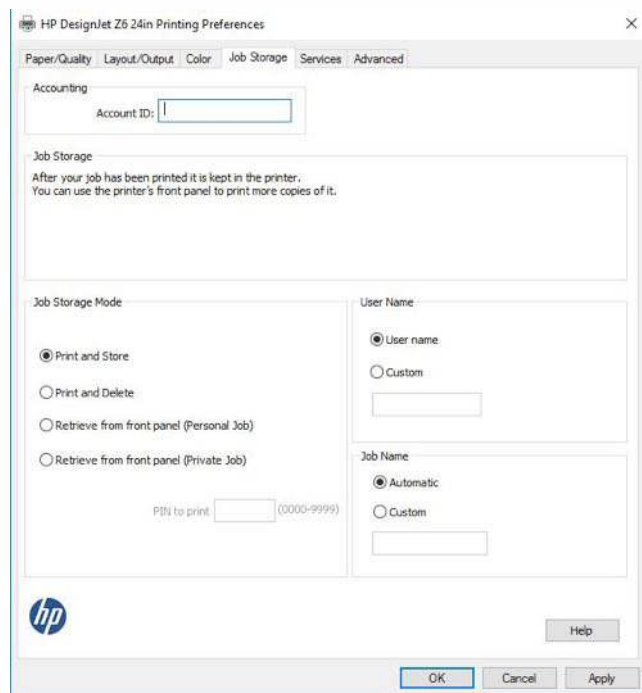 HP DesignJet Z6 24in Printing Preferences
Paper/Quality Layout/Output Color Job Storage Services Advanced
Accounting
Account ID:
Job Storage
After your job has been printed it is kept in the printer.
You can use the printer's front panel to print more copies of it.
Job Storage Mode
Print and Store
Print and Delete
Retrieve from front panel (Personal Job)
Retrieve from front panel (Private Job)
PIN to print (0000-9999)
User Name
User name
Custom
Job Name
Automatic
Custom
hp
Help
OK Cancel Apply